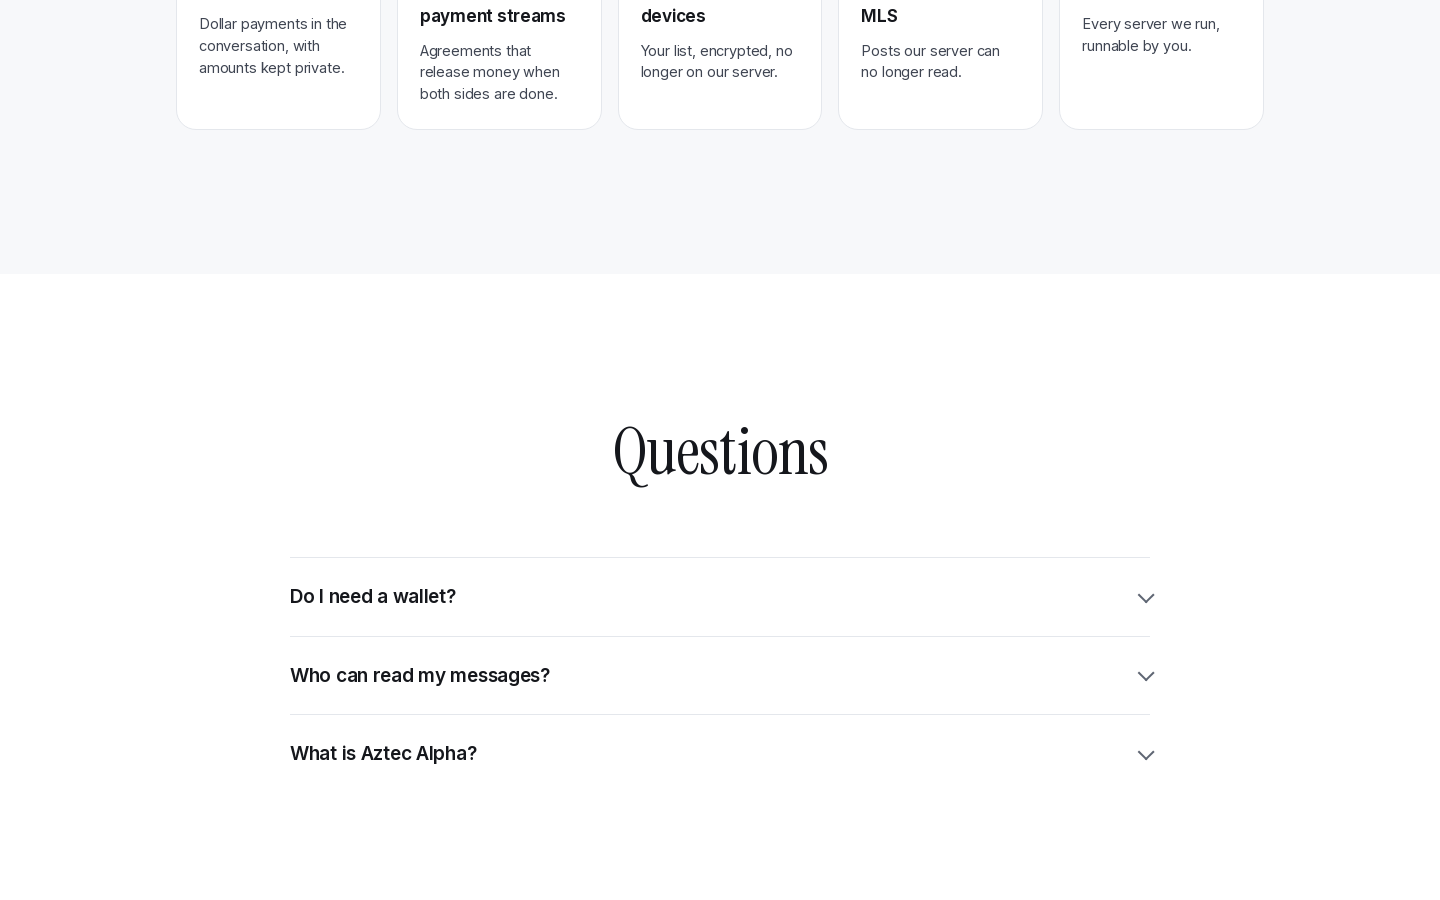 Dollar payments in the
conversation, with
amounts kept private.
payment streams
Agreements that
release money when
both sides are done.
devices
Your list, encrypted, no
longer on our server.
MLS
Posts our server can
no longer read.
Every server we run,
runnable by you.
Questions
Do I need a wallet?
Who can read my messages?
What is Aztec Alpha?